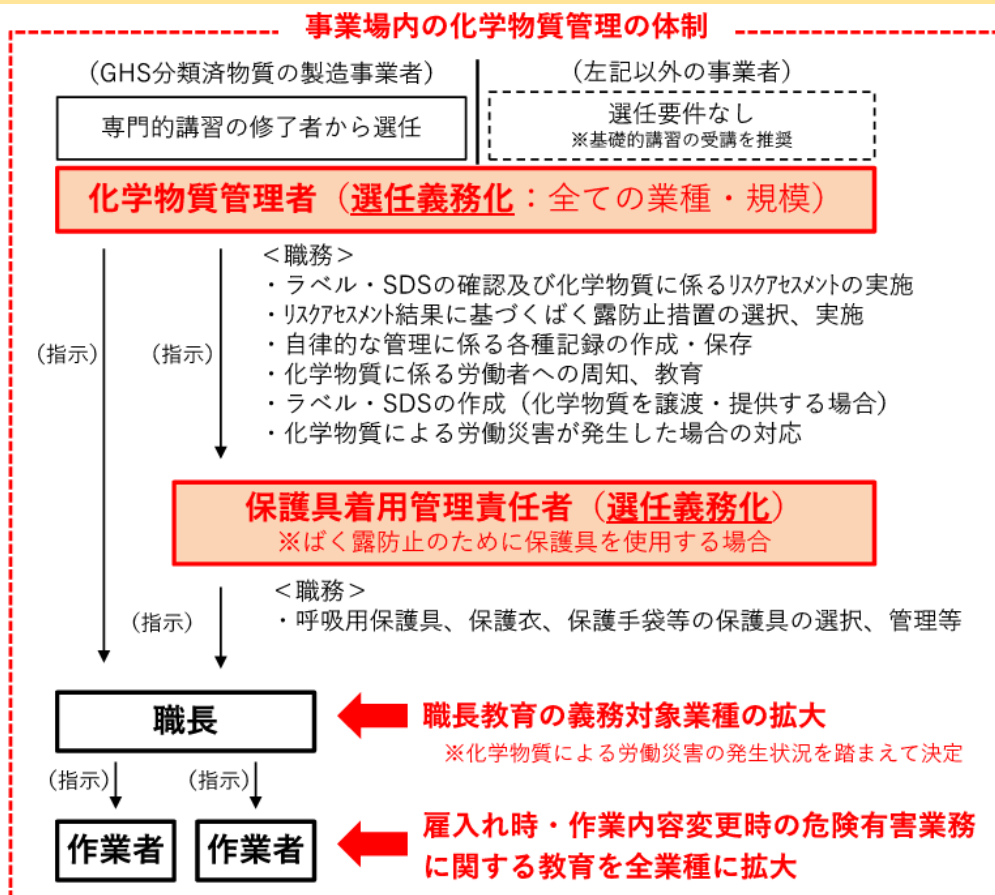 事業場内の化学物質管理の体制
（GHS分類済物質の製造事業者）
（左記以外の事業者）
専門的講習の修了者から選任
選任要件なし
※基礎的講習の受講を推奨
化学物質管理者（選任義務化：全ての業種・規模）
（指示）
（指示）
＜職務＞
・ラベル・SDSの確認及び化学物質に係るﾘｽｸｱｾｽﾒﾝﾄの実施
・ﾘｽｸｱｾｽﾒﾝﾄ結果に基づくばく露防止措置の選択、実施
・自律的な管理に係る各種記録の作成・保存
・化学物質に係る労働者への周知、教育
・ラベル・SDSの作成（化学物質を譲渡・提供する場合）
・化学物質による労働災害が発生した場合の対応
保護具着用管理責任者（選任義務化）
※ばく露防止のために保護具を使用する場合
（指示）
＜職務＞
・呼吸用保護具、保護衣、保護手袋等の保護具の選択、管理等
職長
職長教育の義務対象業種の拡大
※化学物質による労働災害の発生状況を踏まえて決定
（指示）
（指示）
作業者
作業者
雇入れ時・作業内容変更時の危険有害業務
に関する教育を全業種に拡大